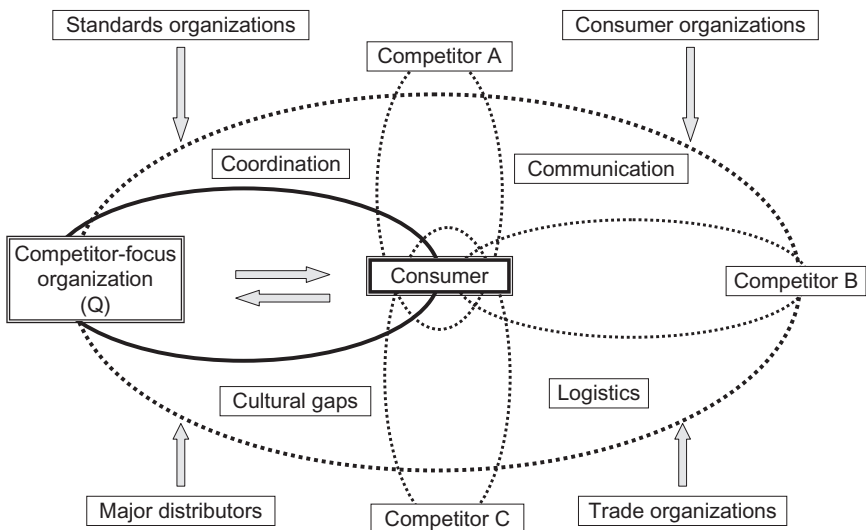 Standards organizations
Consumer organizations
Competitor A
Coordination
Communication
Competitor-focus
organization
(Q)
Consumer
Competitor B
Cultural gaps
Logistics
Major distributors
Competitor C
Trade organizations